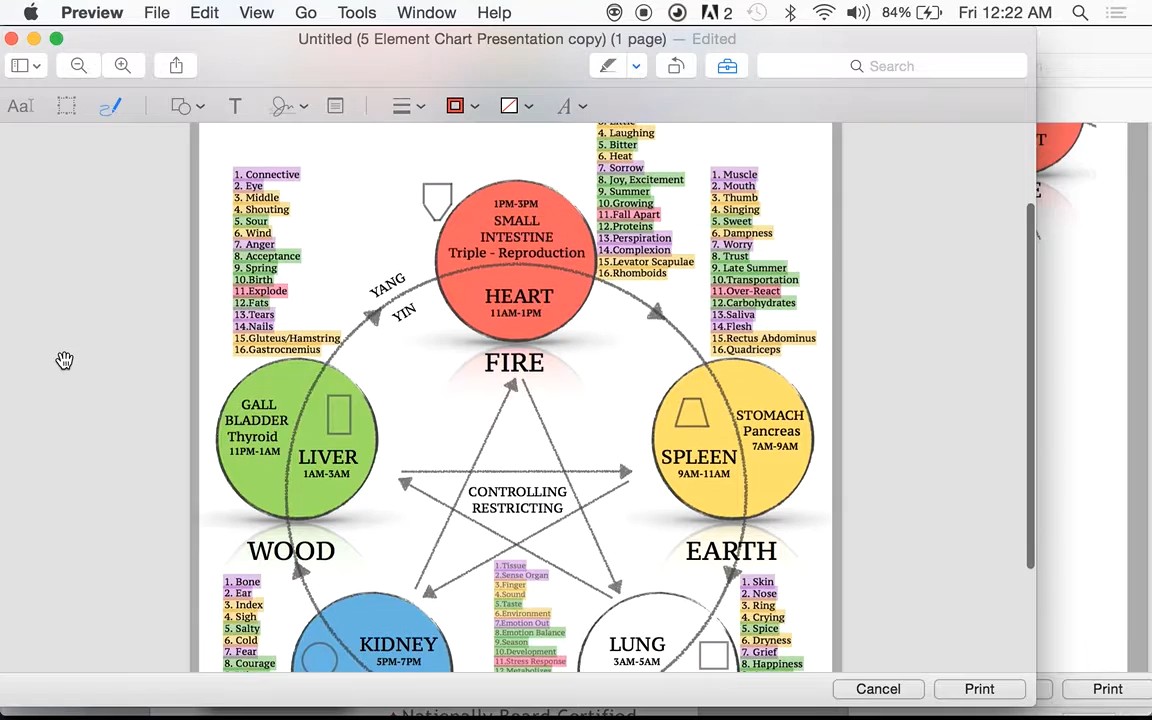 Preview File Edit View Go Tools Window Help 2 84% Fri 12:22 AM
Untitled (5 Element Chart Presentation copy) (1 page) — Edited
Search
AaI T A
4. Laughing
5. Bitter
6. Heat
7. Sorrow
8. Joy, Excitement
9. Summer
10.Growing
11.Fall Apart
12.Proteins
13.Perspiration
14.Complexion
15.Levator Scapulae
16.Rhomboids
1. Connective
2. Eye
3. Middle
4. Shouting
5. Sour
6. Wind
7. Anger
8. Acceptance
9. Spring
10.Birth
11.Explode
12.Fats
13.Tears
14.Nails
15.Gluteus/Hamstring
16.Gastrocnemius
1. Muscle
2. Mouth
3. Thumb
4. Singing
5. Sweet
6. Dampness
7. Worry
8. Trust
9. Late Summer
10.Transportation
11.Over-React
12.Carbohydrates
13.Saliva
14.Flesh
15.Rectus Abdominus
16.Quadriceps
1PM-3PM
SMALL
INTESTINE
Triple - Reproduction
HEART
11AM-1PM
FIRE
YANG
YIN
GALL
BLADDER
Thyroid
11PM-1AM
LIVER
1AM-3AM
WOOD
STOMACH
Pancreas
7AM-9AM
SPLEEN
9AM-11AM
EARTH
CONTROLLING
RESTRICTING
1. Bone
2. Ear
3. Index
4. Sigh
5. Salty
6. Cold
7. Fear
8. Courage
KIDNEY
5PM-7PM
1.Tissue
2.Sense Organ
3.Finger
4.Sound
5.Taste
6.Environment
7.Emotion Out
8.Emotion Balance
9.Season
10.Development
11.Stress Response
12.Metabolizes
LUNG
3AM-5AM
1. Skin
2. Nose
3. Ring
4. Crying
5. Spice
6. Dryness
7. Grief
8. Happiness
Cancel Print Print
Nationally Board Certified